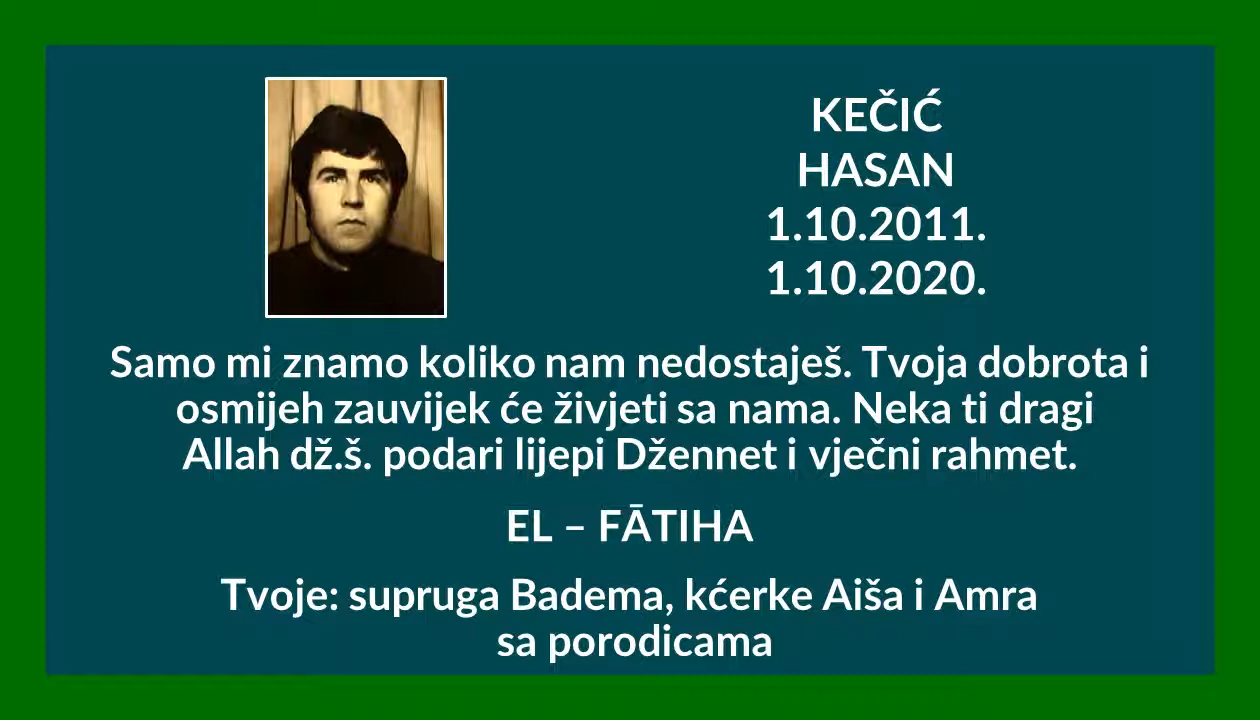 KEČIĆ
HASAN
1.10.2011.
1.10.2020.
Samo mi znamo koliko nam nedostaješ. Tvoja dobrota i
osmijeh zauvijek će živjeti sa nama. Neka ti dragi
Allah dž.š. podari lijepi Džennet i vječni rahmet.
EL – FĀTIHA
Tvoje: supruga Badema, kćerke Aiša i Amra
sa porodicama